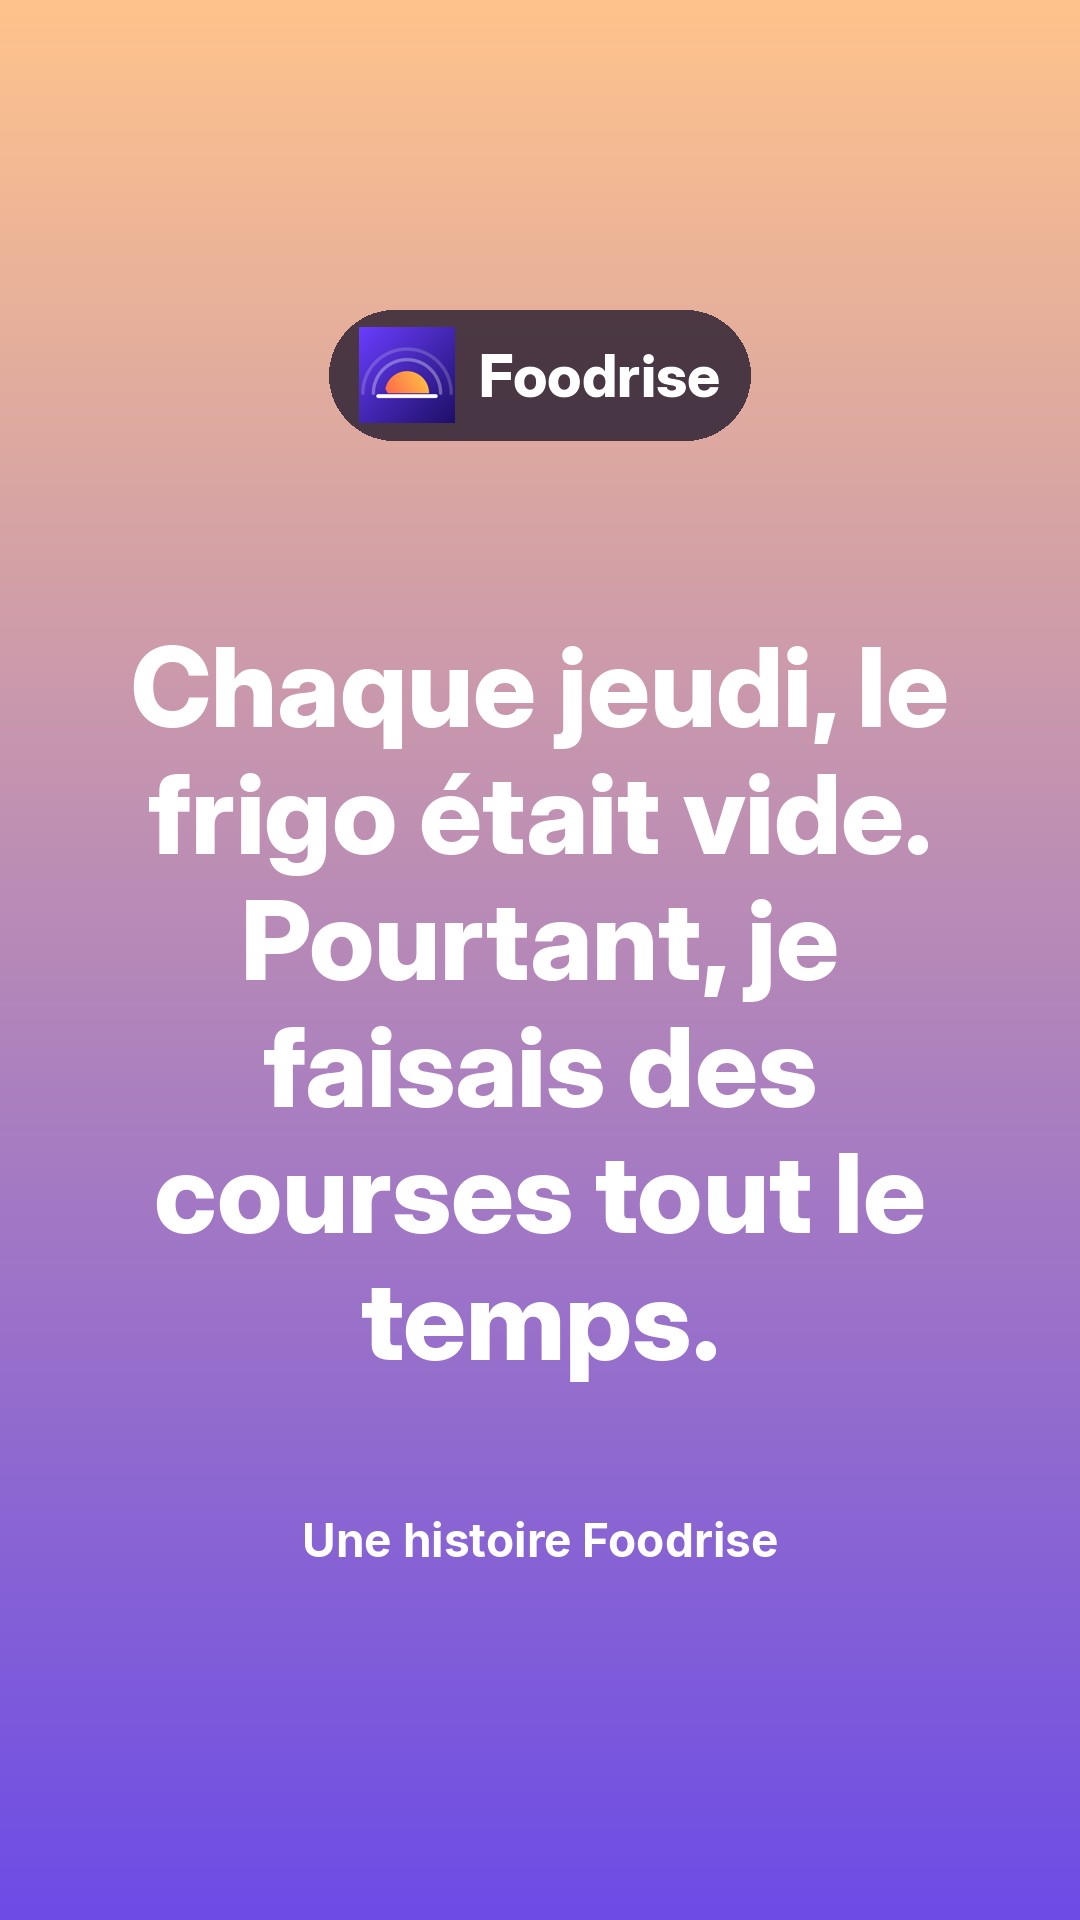 Foodrise
Chaque jeudi, le
frigo était vide.
Pourtant, je
faisais des
courses tout le
temps.
Une histoire Foodrise